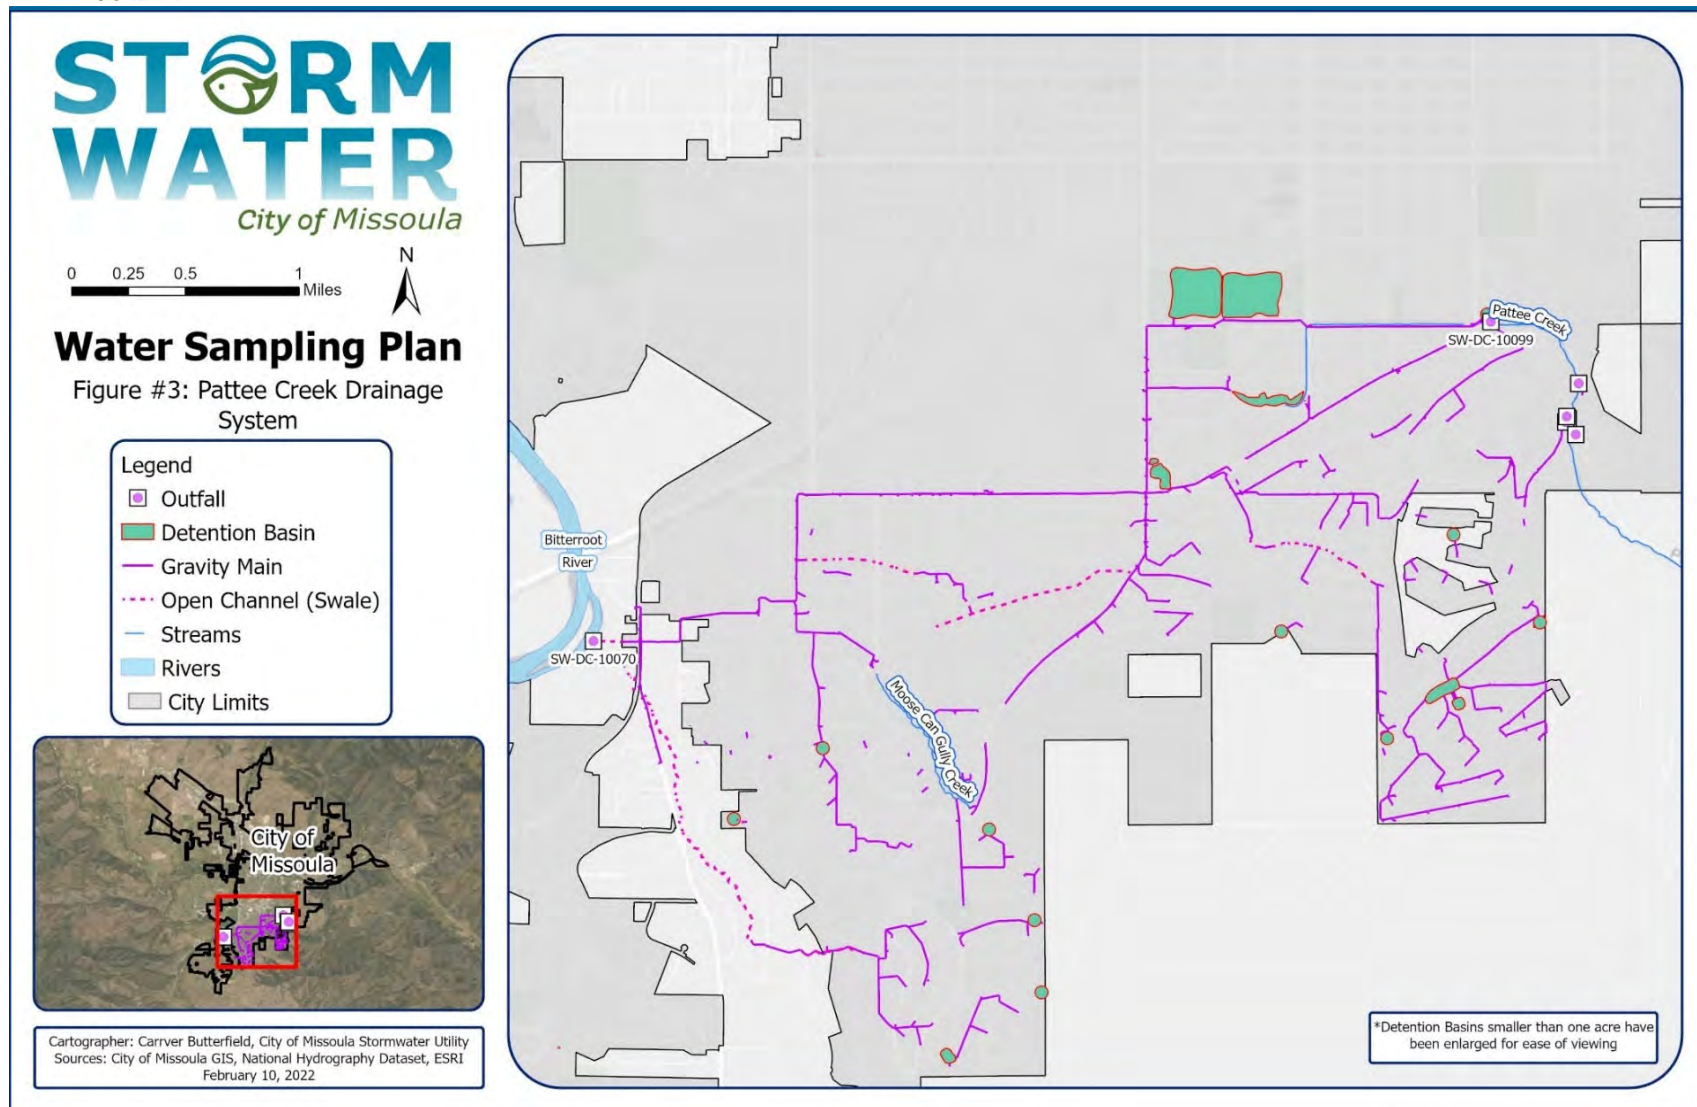 STORM
WATER
City of Missoula
N
0 0.25 0.5 1
Miles
Water Sampling Plan
Figure #3: Pattee Creek Drainage
System
Legend
Outfall
Detention Basin
Gravity Main
Open Channel (Swale)
Streams
Rivers
City Limits
City of
Missoula
Cartographer: Carrver Butterfield, City of Missoula Stormwater Utility
Sources: City of Missoula GIS, National Hydrography Dataset, ESRI
February 10, 2022
Pattee Creek
SW-DC-10099
Bitterroot
River
SW-DC-10070
Moose Can Gully Creek
*Detention Basins smaller than one acre have
been enlarged for ease of viewing